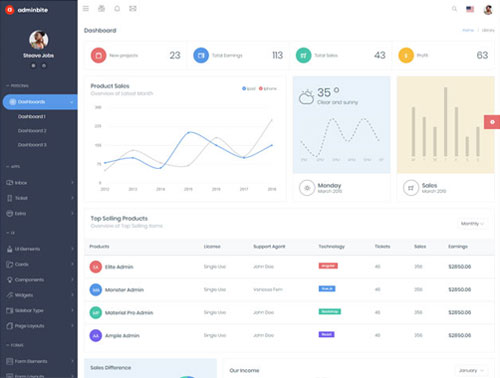 adminbite
Steave Jobs
PERSONAL
Dashboards
Dashboard 1
Dashboard 2
Dashboard 3
APPS
Inbox
Ticket
Extra
UI
UI Elements
Cards
Components
Widgets
Sidebar Type
Page Layouts
FORMS
Form Elements
Form Layouts
Dashboard
Home
Library
New projects 23
Total Earnings 113
Total Sales 43
Profit 63
Product Sales
Overview of Latest Month
ipad iphone
2012 2013 2014 2015 2016 2017 2018
35 °
Clear and sunny
Monday
March 2015
Sales
March 2015
Top Selling Products
Overview of Top Selling Items
Monthly
Products License Support Agent Technology Tickets Sales Earnings
EA Elite Admin Single Use John Doe Angular 46 356 $2850.06
MA Monster Admin Single Use Venessa Fern Vue Js 46 356 $2850.06
MP Material Pro Admin Single Use John Doe Bootstrap 46 356 $2850.06
AA Ample Admin Single Use John Doe React 46 356 $2850.06
Sales Difference
Our Income
January